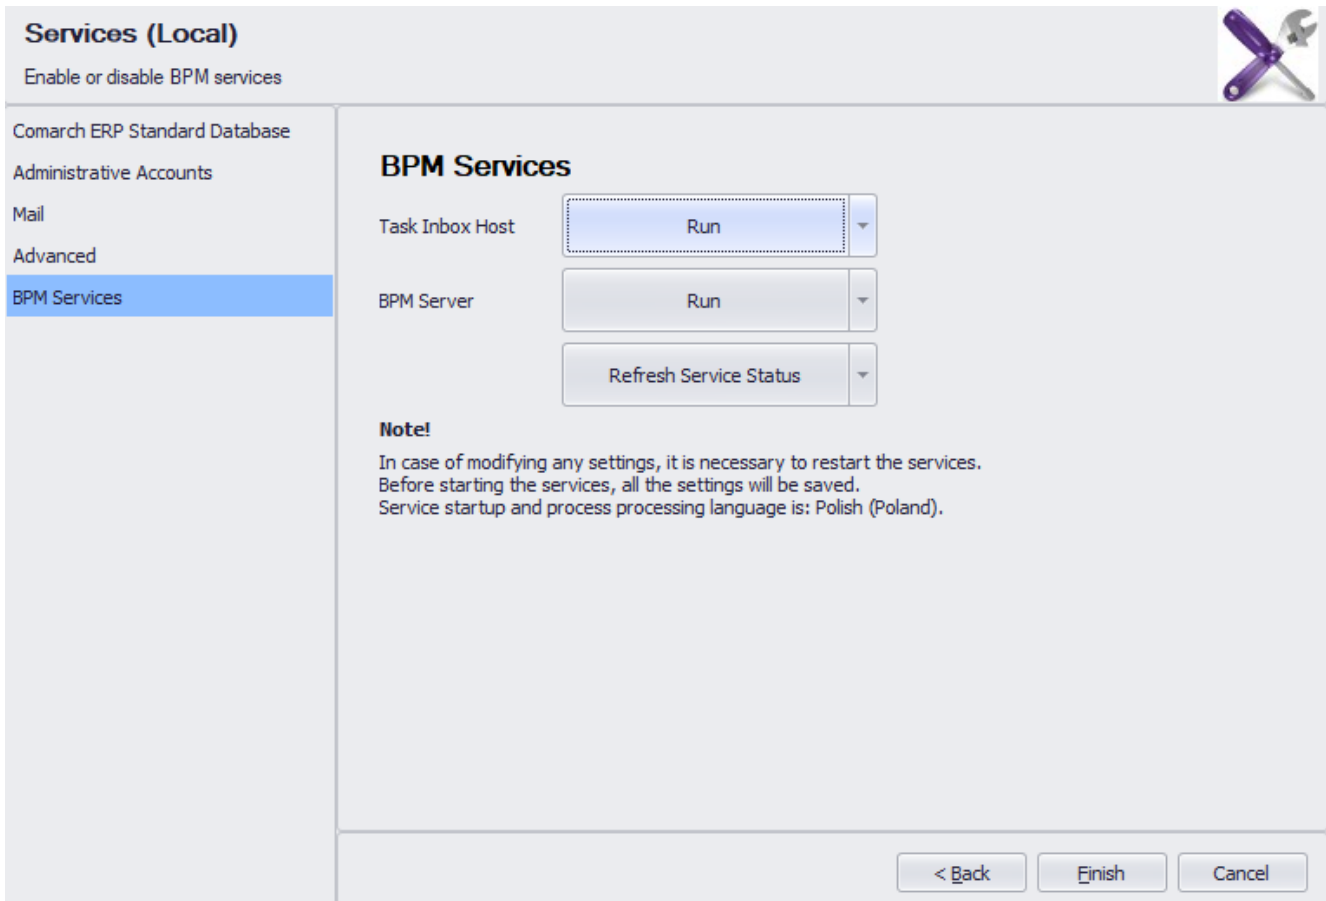 Services (Local)
Enable or disable BPM services
Comarch ERP Standard Database
Administrative Accounts
Mail
Advanced
BPM Services
BPM Services
Task Inbox Host
Run
BPM Server
Run
Refresh Service Status
Note!
In case of modifying any settings, it is necessary to restart the services.
Before starting the services, all the settings will be saved.
Service startup and process processing language is: Polish (Poland).
< Back
Finish
Cancel